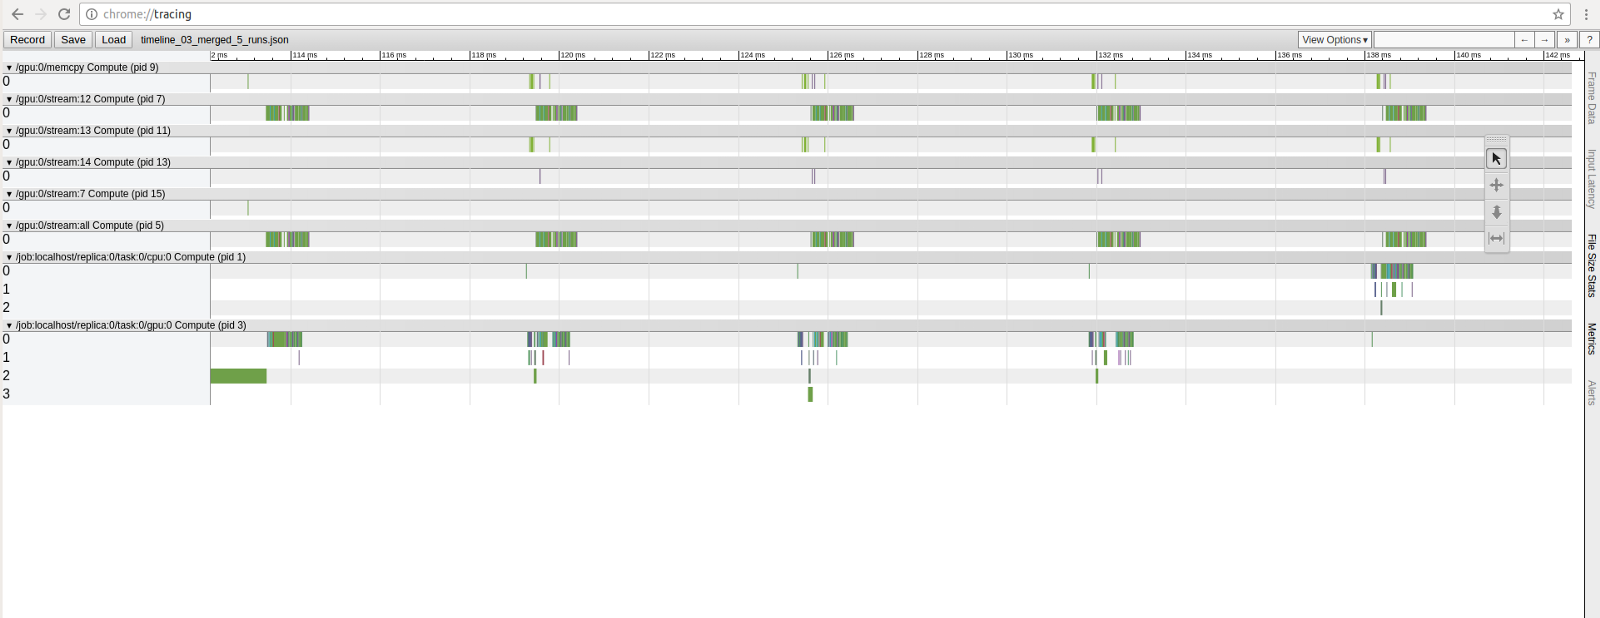 chrome://tracing
Record Save Load timeline_03_merged_5_runs.json View Options ▾ ← → » ?
2 ms 114 ms 116 ms 118 ms 120 ms 122 ms 124 ms 126 ms 128 ms 130 ms 132 ms 134 ms 136 ms 138 ms 140 ms 142 ms
▾ /gpu:0/memcpy Compute (pid 9)
0
▾ /gpu:0/stream:12 Compute (pid 7)
0
▾ /gpu:0/stream:13 Compute (pid 11)
0
▾ /gpu:0/stream:14 Compute (pid 13)
0
▾ /gpu:0/stream:7 Compute (pid 15)
0
▾ /gpu:0/stream:all Compute (pid 5)
0
▾ /job:localhost/replica:0/task:0/cpu:0 Compute (pid 1)
0
1
2
▾ /job:localhost/replica:0/task:0/gpu:0 Compute (pid 3)
0
1
2
3
Frame Data
Input Latency
File Size Stats
Metrics
Alerts